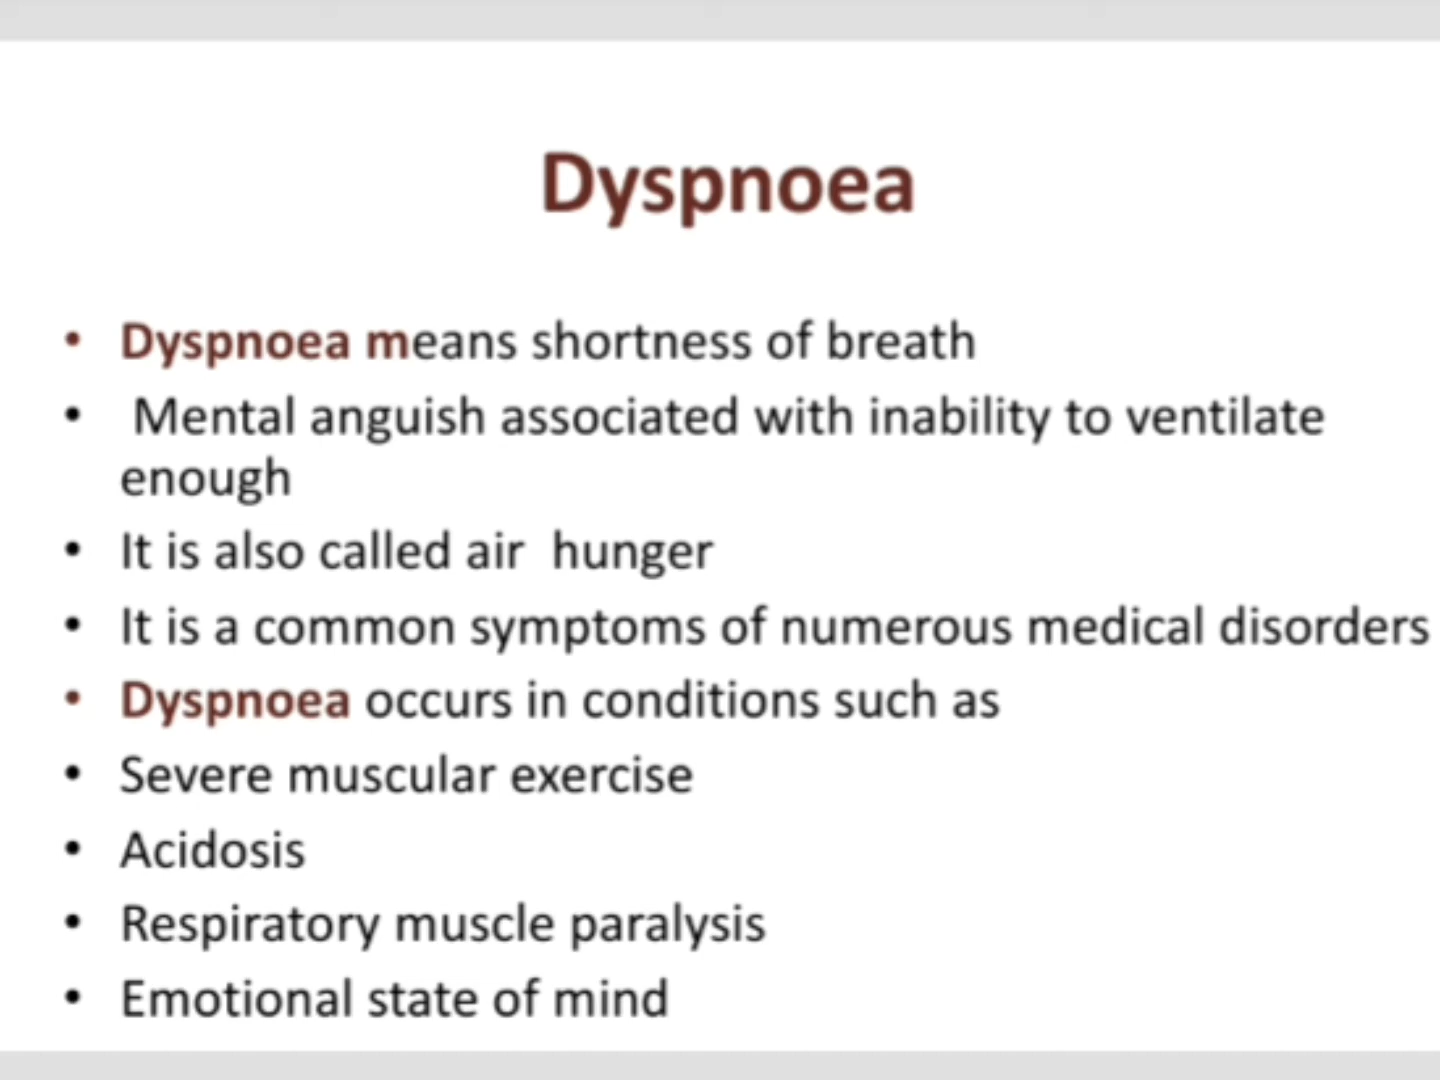 Dyspnoea
• Dyspnoea means shortness of breath
• Mental anguish associated with inability to ventilate
enough
• It is also called air hunger
• It is a common symptoms of numerous medical disorders
• Dyspnoea occurs in conditions such as
• Severe muscular exercise
• Acidosis
• Respiratory muscle paralysis
• Emotional state of mind